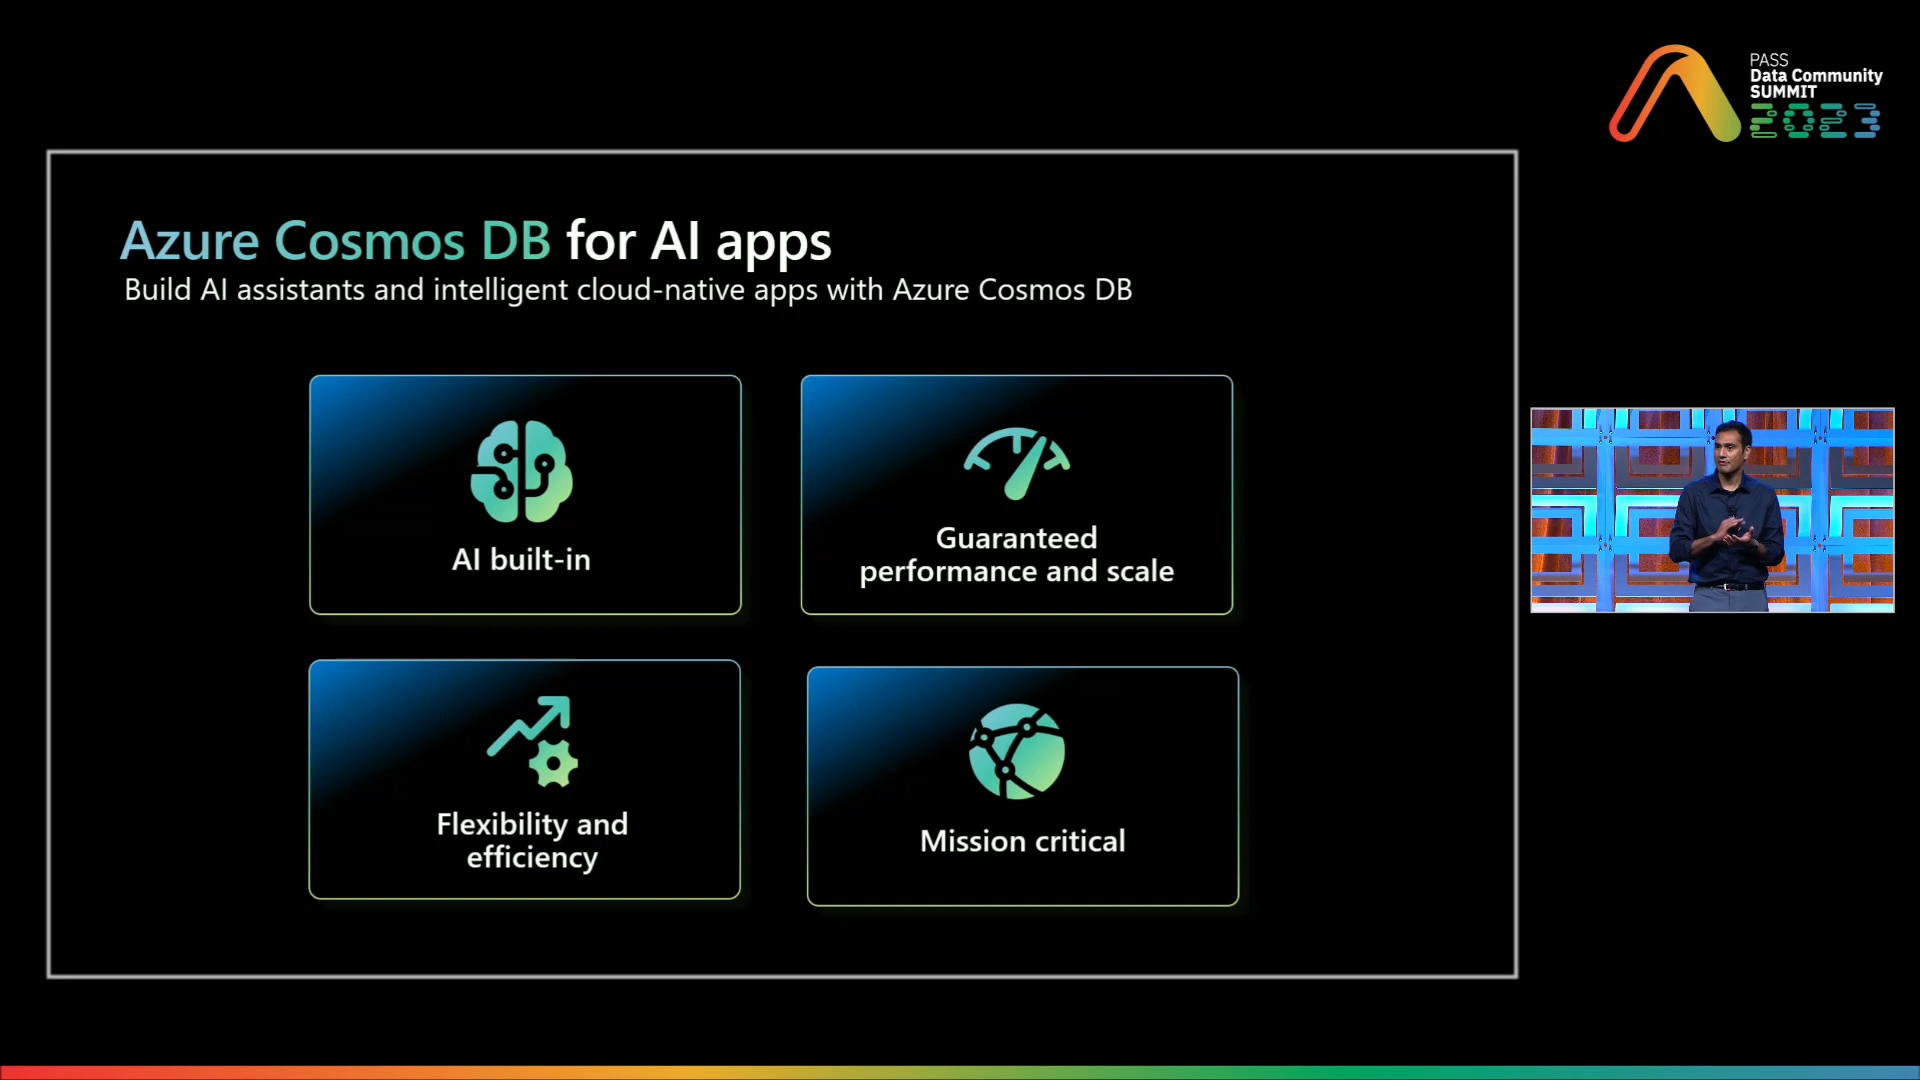 PASS
Data Community
SUMMIT
2023
Azure Cosmos DB for AI apps
Build AI assistants and intelligent cloud-native apps with Azure Cosmos DB
AI built-in
Guaranteed
performance and scale
Flexibility and
efficiency
Mission critical